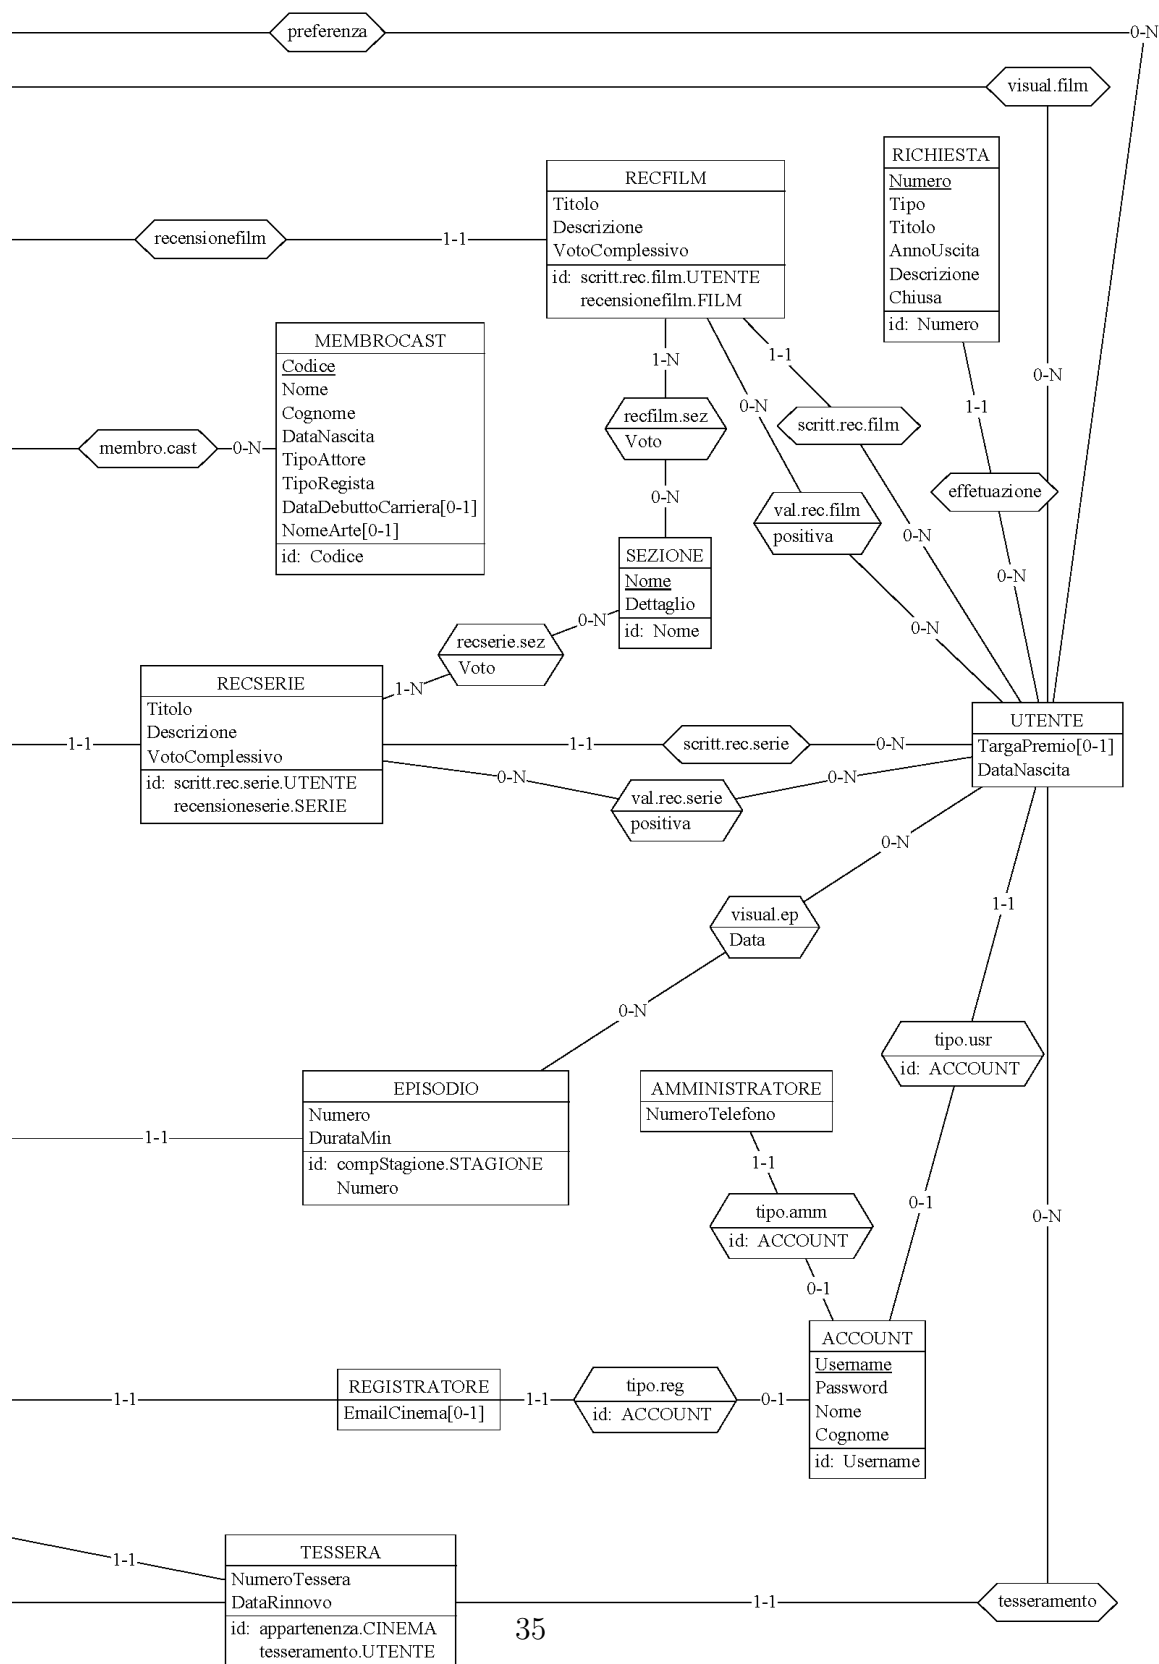 preferenza
0-N
visual.film
RICHIESTA
Numero
Tipo
Titolo
AnnoUscita
Descrizione
Chiusa
id: Numero
RECFILM
Titolo
Descrizione
VotoComplessivo
id: scritt.rec.film.UTENTE
recensionefilm.FILM
recensionefilm
1-1
MEMBROCAST
Codice
Nome
Cognome
DataNascita
TipoAttore
TipoRegista
DataDebuttoCarriera[0-1]
NomeArte[0-1]
id: Codice
membro.cast
0-N
1-N
recfilm.sez
Voto
0-N
0-N
val.rec.film
positiva
0-N
1-1
scritt.rec.film
0-N
1-1
effetuazione
0-N
0-N
SEZIONE
Nome
Dettaglio
id: Nome
0-N
recserie.sez
Voto
1-N
RECSERIE
Titolo
Descrizione
VotoComplessivo
id: scritt.rec.serie.UTENTE
recensioneserie.SERIE
1-1
1-1
scritt.rec.serie
0-N
0-N
val.rec.serie
positiva
0-N
UTENTE
TargaPremio[0-1]
DataNascita
0-N
visual.ep
Data
0-N
1-1
tipo.usr
id: ACCOUNT
0-1
0-N
EPISODIO
Numero
DurataMin
id: compStagione.STAGIONE
Numero
1-1
AMMINISTRATORE
NumeroTelefono
1-1
tipo.amm
id: ACCOUNT
0-1
ACCOUNT
Username
Password
Nome
Cognome
id: Username
1-1
REGISTRATORE
EmailCinema[0-1]
1-1
tipo.reg
id: ACCOUNT
0-1
1-1
TESSERA
NumeroTessera
DataRinnovo
id: appartenenza.CINEMA
tesseramento.UTENTE
1-1
tesseramento
35